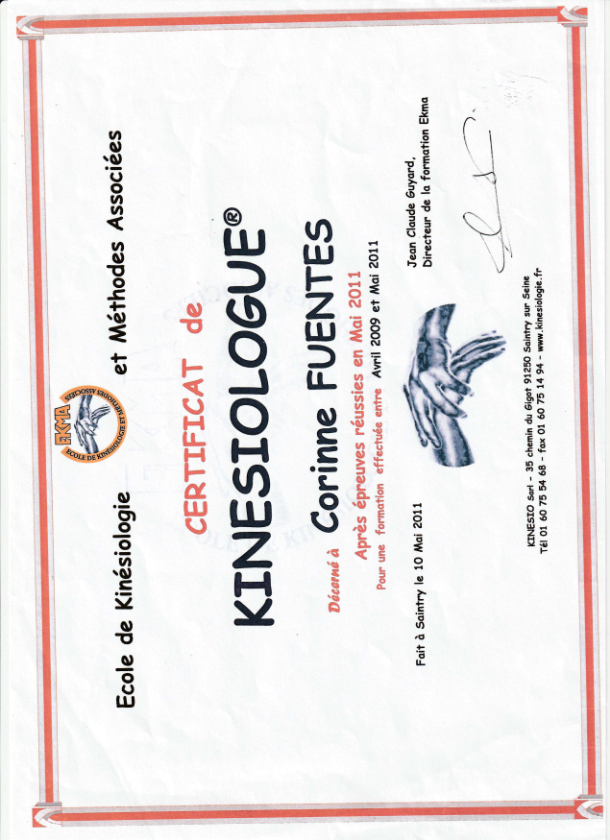 Ecole de Kinésiologie et Méthodes Associées
EKMA
ECOLE DE KINÉSIOLOGIE ET MÉTHODES ASSOCIÉES
CERTIFICAT de
KINESIOLOGUE®
Décerné à Corinne FUENTES
Après épreuves réussies en Mai 2011
Pour une formation effectuée entre Avril 2009 et Mai 2011
Fait à Saintry le 10 Mai 2011
Jean Claude Guyard,
Directeur de la formation Ekma
KINESIO Sarl - 35 chemin du Gigot 91250 Saintry sur Seine
Tél 01 60 75 54 68 - fax 01 60 75 14 94 - www.kinesiologie.fr